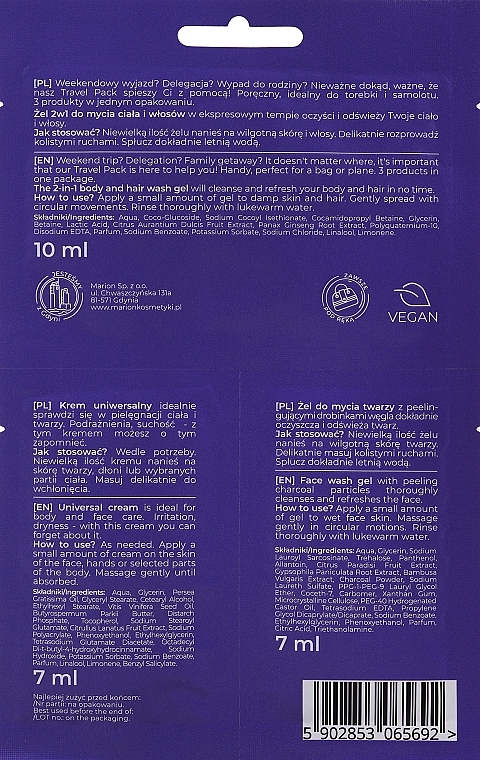 [PL] Weekendowy wyjazd? Delegacja? Wypad do rodziny? Nieważne dokąd, ważne, że
nasz Travel Pack spieszy Ci z pomocą! Poręczny, idealny do torebki i samolotu.
3 produkty w jednym opakowaniu.
Żel 2w1 do mycia ciała i włosów w ekspresowym tempie oczyści i odświeży Twoje ciało
i włosy.
Jak stosować? Niewielką ilość żelu nanieś na wilgotną skórę i włosy. Delikatnie rozprowadź
kolistymi ruchami. Spłucz dokładnie letnią wodą.
[EN] Weekend trip? Delegation? Family getaway? It doesn't matter where, it's important
that our Travel Pack is here to help you! Handy, perfect for a bag or plane. 3 products in
one package.
The 2-in-1 body and hair wash gel will cleanse and refresh your body and hair in no time.
How to use? Apply a small amount of gel to damp skin and hair. Gently spread with
circular movements. Rinse thoroughly with lukewarm water.
Składniki/Ingredients: Aqua, Coco-Glucoside, Sodium Cocoyl Isethionate, Cocamidopropyl Betaine, Glycerin,
Betaine, Lactic Acid, Citrus Aurantium Dulcis Fruit Extract, Panax Ginseng Root Extract, Polyquaternium-10,
Disodium EDTA, Parfum, Sodium Benzoate, Potassium Sorbate, Sodium Chloride, Linalool, Limonene.
10 ml
JESTEŚMY
Z GDYNI
Marion Sp. z o.o.
ul. Chwaszczyńska 131a
81-571 Gdynia
www.marionkosmetyki.pl
ZAWSZE
POD RĘKĄ
VEGAN
[PL] Krem uniwersalny idealnie
sprawdzi się w pielęgnacji ciała i
twarzy. Podrażnienia, suchość - z
tym kremem możesz o tym
zapomnieć.
Jak stosować? Wedle potrzeby.
Niewielką ilość kremu nanieś na
skórę twarzy, dłoni lub wybranych
partii ciała. Masuj delikatnie do
wchłonięcia.
[EN] Universal cream is ideal for
body and face care. Irritation,
dryness - with this cream you can
forget about it.
How to use? As needed. Apply a
small amount of cream on the skin
of the face, hands or selected parts
of the body. Massage gently until
absorbed.
Składniki/Ingredients: Aqua, Glycerin, Persea
Gratissima Oil, Glyceryl Stearate, Cetearyl Alcohol,
Ethylhexyl Stearate, Vitis Vinifera Seed Oil,
Butyrospermum Parkii Butter, Distarch
Phosphate, Tocopherol, Sodium Stearoyl
Glutamate, Citrullus Lanatus Fruit Extract, Sodium
Polyacrylate, Phenoxyethanol, Ethylhexylglycerin,
Tetrasodium Glutamate Diacetate, Octadecyl
Di-t-butyl-4-hydroxyhydrocinnamate, Sodium
Hydroxide, Potassium Sorbate, Sodium Benzoate,
Parfum, Linalool, Limonene, Benzyl Salicylate.
7 ml
Najlepiej zużyć przed końcem:
/Nr partii: na opakowaniu.
Best used before the end of:
/LOT no.: on the packaging.
[PL] Żel do mycia twarzy z peelin-
gującymi drobinkami węgla dokładnie
oczyszcza i odświeża twarz.
Jak stosować? Niewielką ilość żelu
nanieś na wilgotną skórę twarzy.
Delikatnie masuj kolistymi ruchami.
Spłucz dokładnie letnią wodą.
[EN] Face wash gel with peeling
charcoal particles thoroughly
cleanses and refreshes the face.
How to use? Apply a small amount
of gel to wet face skin. Massage
gently in circular motions. Rinse
thoroughly with lukewarm water.
Składniki/Ingredients: Aqua, Glycerin, Sodium
Lauroyl Sarcosinate, Trehalose, Panthenol,
Allantoin, Citrus Paradisi Fruit Extract,
Gypsophila Paniculata Root Extract, Bambusa
Vulgaris Extract, Charcoal Powder, Sodium
Laureth Sulfate, PPG-1-PEG-9 Lauryl Glycol
Ether, Coceth-7, Carbomer, Xanthan Gum,
Microcrystalline Cellulose, PEG-40 Hydrogenated
Castor Oil, Tetrasodium EDTA, Propylene
Glycol Dicaprylate/Dicaprate, Sodium Benzoate,
Ethylhexylglycerin, Phenoxyethanol, Parfum,
Citric Acid, Triethanolamine.
7 ml
5 902853 065692 >